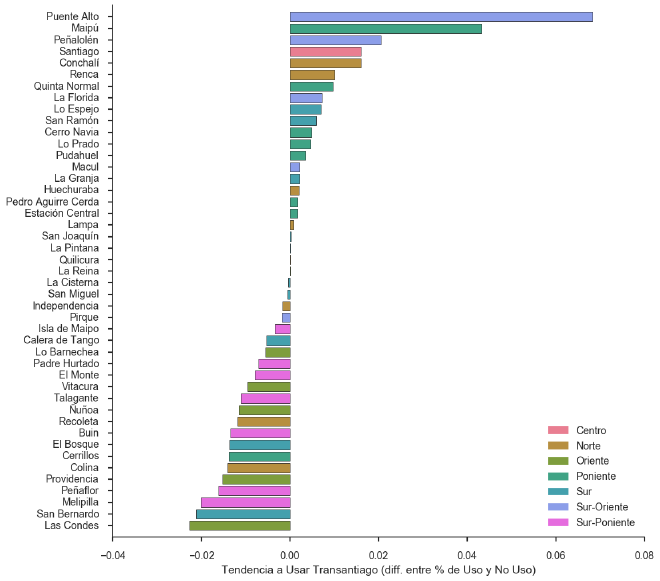 Puente Alto
Maipú
Peñalolén
Santiago
Conchalí
Renca
Quinta Normal
La Florida
Lo Espejo
San Ramón
Cerro Navia
Lo Prado
Pudahuel
Macul
La Granja
Huechuraba
Pedro Aguirre Cerda
Estación Central
Lampa
San Joaquín
La Pintana
Quilicura
La Reina
La Cisterna
San Miguel
Independencia
Pirque
Isla de Maipo
Calera de Tango
Lo Barnechea
Padre Hurtado
El Monte
Vitacura
Talagante
Ñuñoa
Recoleta
Buin
El Bosque
Cerrillos
Colina
Providencia
Peñaflor
Melipilla
San Bernardo
Las Condes
Centro
Norte
Oriente
Poniente
Sur
Sur-Oriente
Sur-Poniente
−0.04 −0.02 0.00 0.02 0.04 0.06 0.08
Tendencia a Usar Transantiago (diff. entre % de Uso y No Uso)